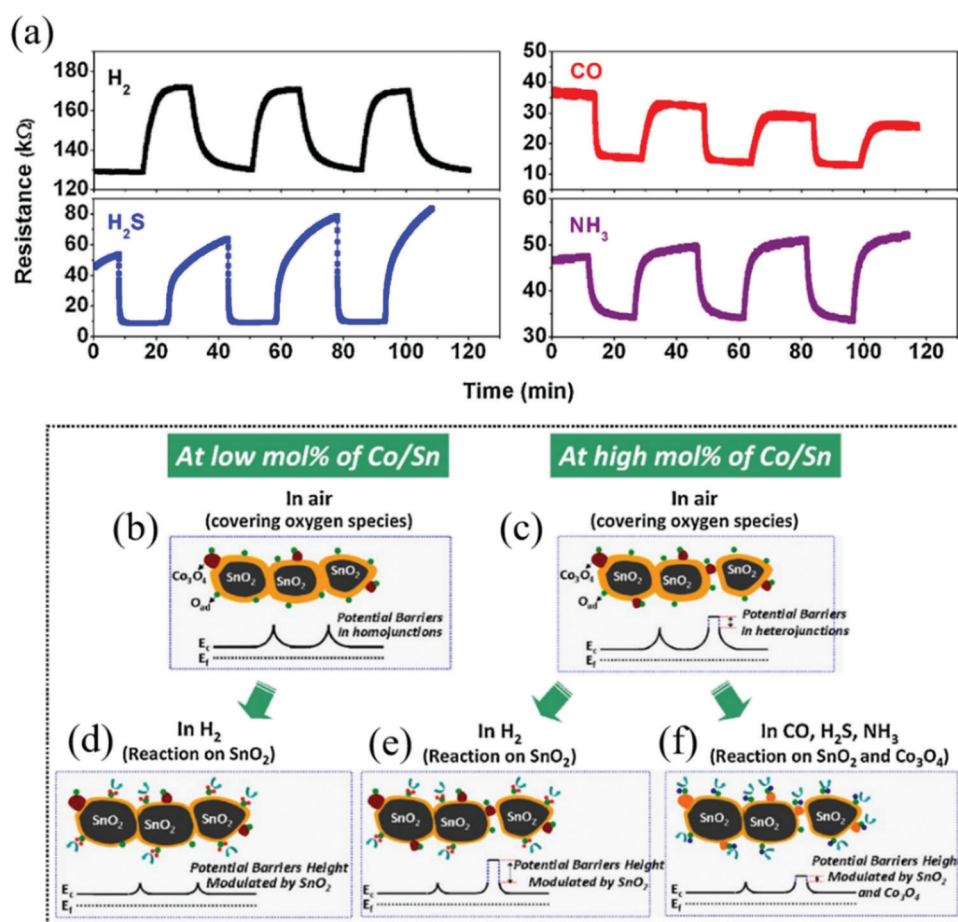 (a)
H2
180
160
140
120
CO
50
40
30
20
10
Resistance (kΩ)
H2S
80
60
40
20
0
NH3
60
50
40
30
0 20 40 60 80 100 120
0 20 40 60 80 100 120
Time (min)
At low mol% of Co/Sn
At high mol% of Co/Sn
(b)
In air
(covering oxygen species)
Co3O4
Oad
SnO2 SnO2 SnO2
Potential Barriers
in homojunctions
Ec
Ef
(c)
In air
(covering oxygen species)
Co3O4
Oad
SnO2 SnO2 SnO2
Potential Barriers
in heterojunctions
Ec
Ef
(d)
In H2
(Reaction on SnO2)
SnO2 SnO2 SnO2
Potential Barriers Height
Modulated by SnO2
Ec
Ef
(e)
In H2
(Reaction on SnO2)
SnO2 SnO2 SnO2
Potential Barriers Height
Modulated by SnO2
Ec
Ef
(f)
In CO, H2S, NH3
(Reaction on SnO2 and Co3O4)
SnO2 SnO2 SnO2
Potential Barriers Height
Modulated by SnO2
and Co3O4
Ec
Ef